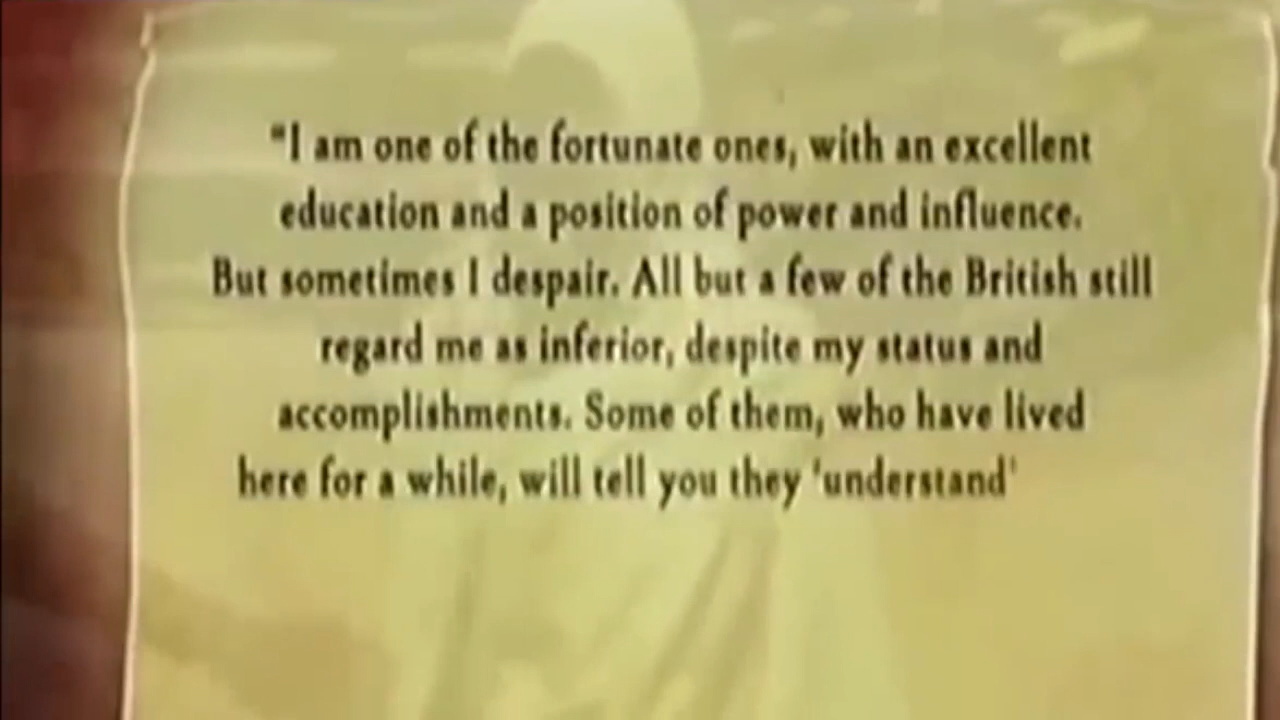 "I am one of the fortunate ones, with an excellent
education and a position of power and influence.
But sometimes I despair. All but a few of the British still
regard me as inferior, despite my status and
accomplishments. Some of them, who have lived
here for a while, will tell you they 'understand'